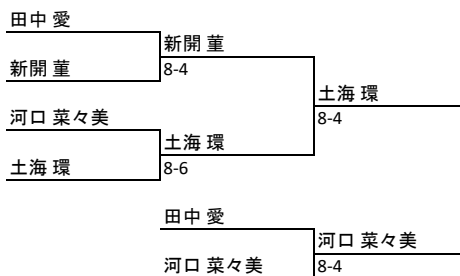 田中 愛
新開 菫
新開 菫
8-4
河口 菜々美
土海 環
土海 環
8-6
土海 環
8-4
田中 愛
河口 菜々美
河口 菜々美
8-4